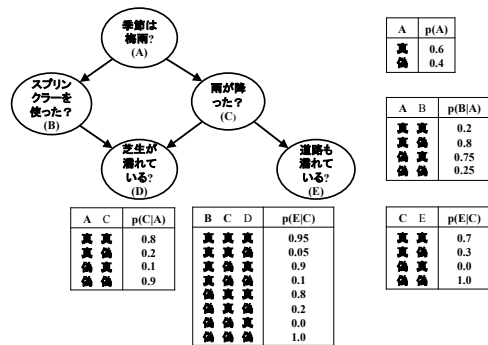 季節は
梅雨?
(A)
スプリン
クラーを
使った?
(B)
雨が降
った?
(C)
芝生が
濡れて
いる?
(D)
道路も
濡れている?
(E)
A p(A)
真 0.6
偽 0.4
A B p(B|A)
真 真 0.2
真 偽 0.8
偽 真 0.75
偽 偽 0.25
A C p(C|A)
真 真 0.8
真 偽 0.2
偽 真 0.1
偽 偽 0.9
B C D p(E|C)
真 真 真 0.95
真 真 偽 0.05
真 偽 真 0.9
真 偽 偽 0.1
偽 真 真 0.8
偽 真 偽 0.2
偽 偽 真 0.0
偽 偽 偽 1.0
C E p(E|C)
真 真 0.7
真 偽 0.3
偽 真 0.0
偽 偽 1.0